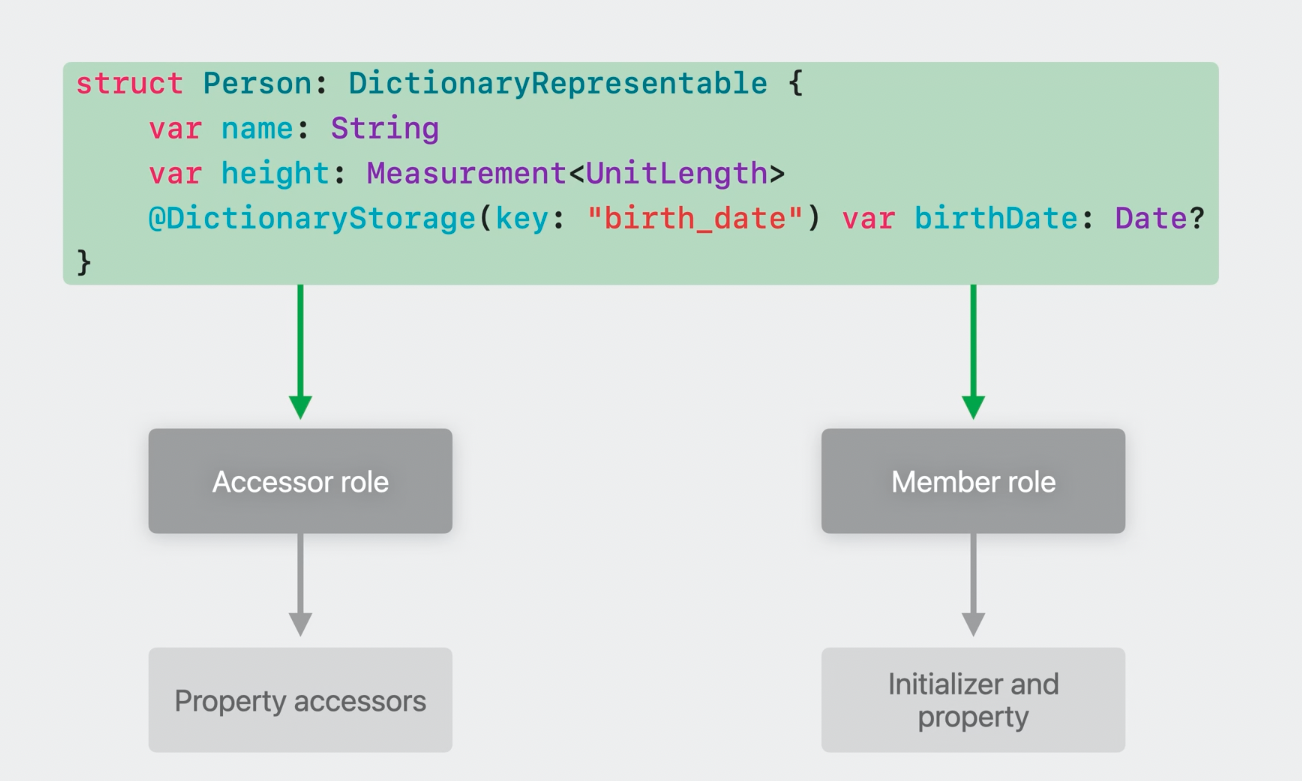 struct Person: DictionaryRepresentable {
    var name: String
    var height: Measurement<UnitLength>
    @DictionaryStorage(key: "birth_date") var birthDate: Date?
}
Accessor role
Member role
Property accessors
Initializer and
property